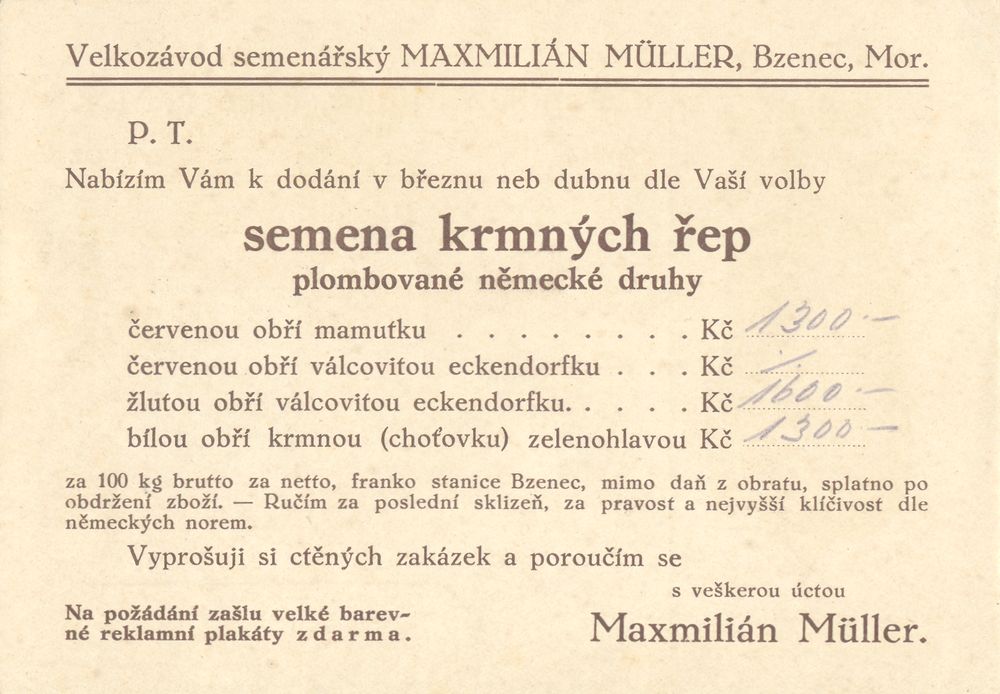 Velkozávod semenářský MAXMILIÁN MÜLLER, Bzenec, Mor.
P. T.
Nabízím Vám k dodání v březnu neb dubnu dle Vaší volby
semena krmných řep
plombované německé druhy
červenou obří mamutku . . . . . . . . Kč 1300·—
červenou obří válcovitou eckendorfku . . . Kč ·/.
žlutou obří válcovitou eckendorfku. . . . . Kč 1600·—
bílou obří krmnou (choťovku) zelenohlavou Kč 1300—
za 100 kg brutto za netto, franko stanice Bzenec, mimo daň z obratu, splatno po
obdržení zboží. — Ručím za poslední sklizeň, za pravost a nejvyšší klíčivost dle
německých norem.
Vyprošuji si ctěných zakázek a poroučím se
s veškerou úctou
Na požádání zašlu velké barev-
né reklamní plakáty zdarma.
Maxmilián Müller.